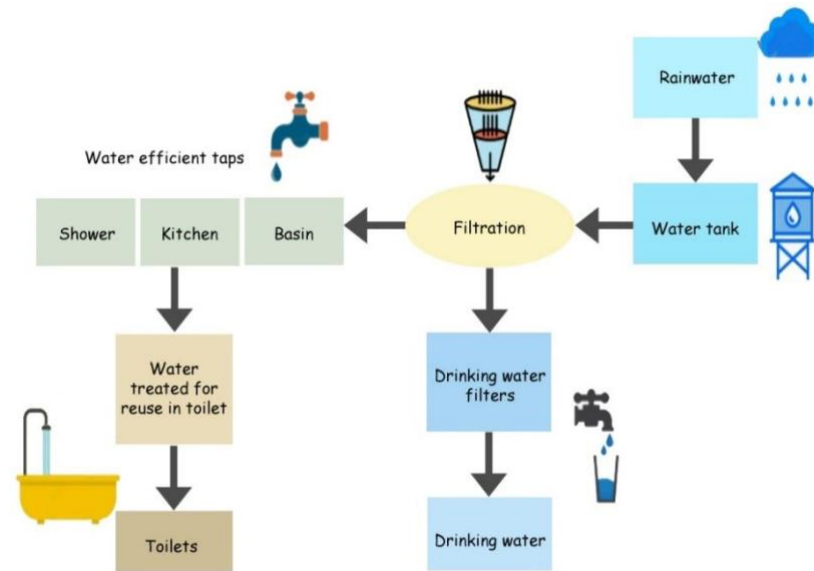 Rainwater
Water efficient taps
Shower
Kitchen
Basin
Filtration
Water tank
Water
treated for
reuse in toilet
Drinking water
filters
Toilets
Drinking water